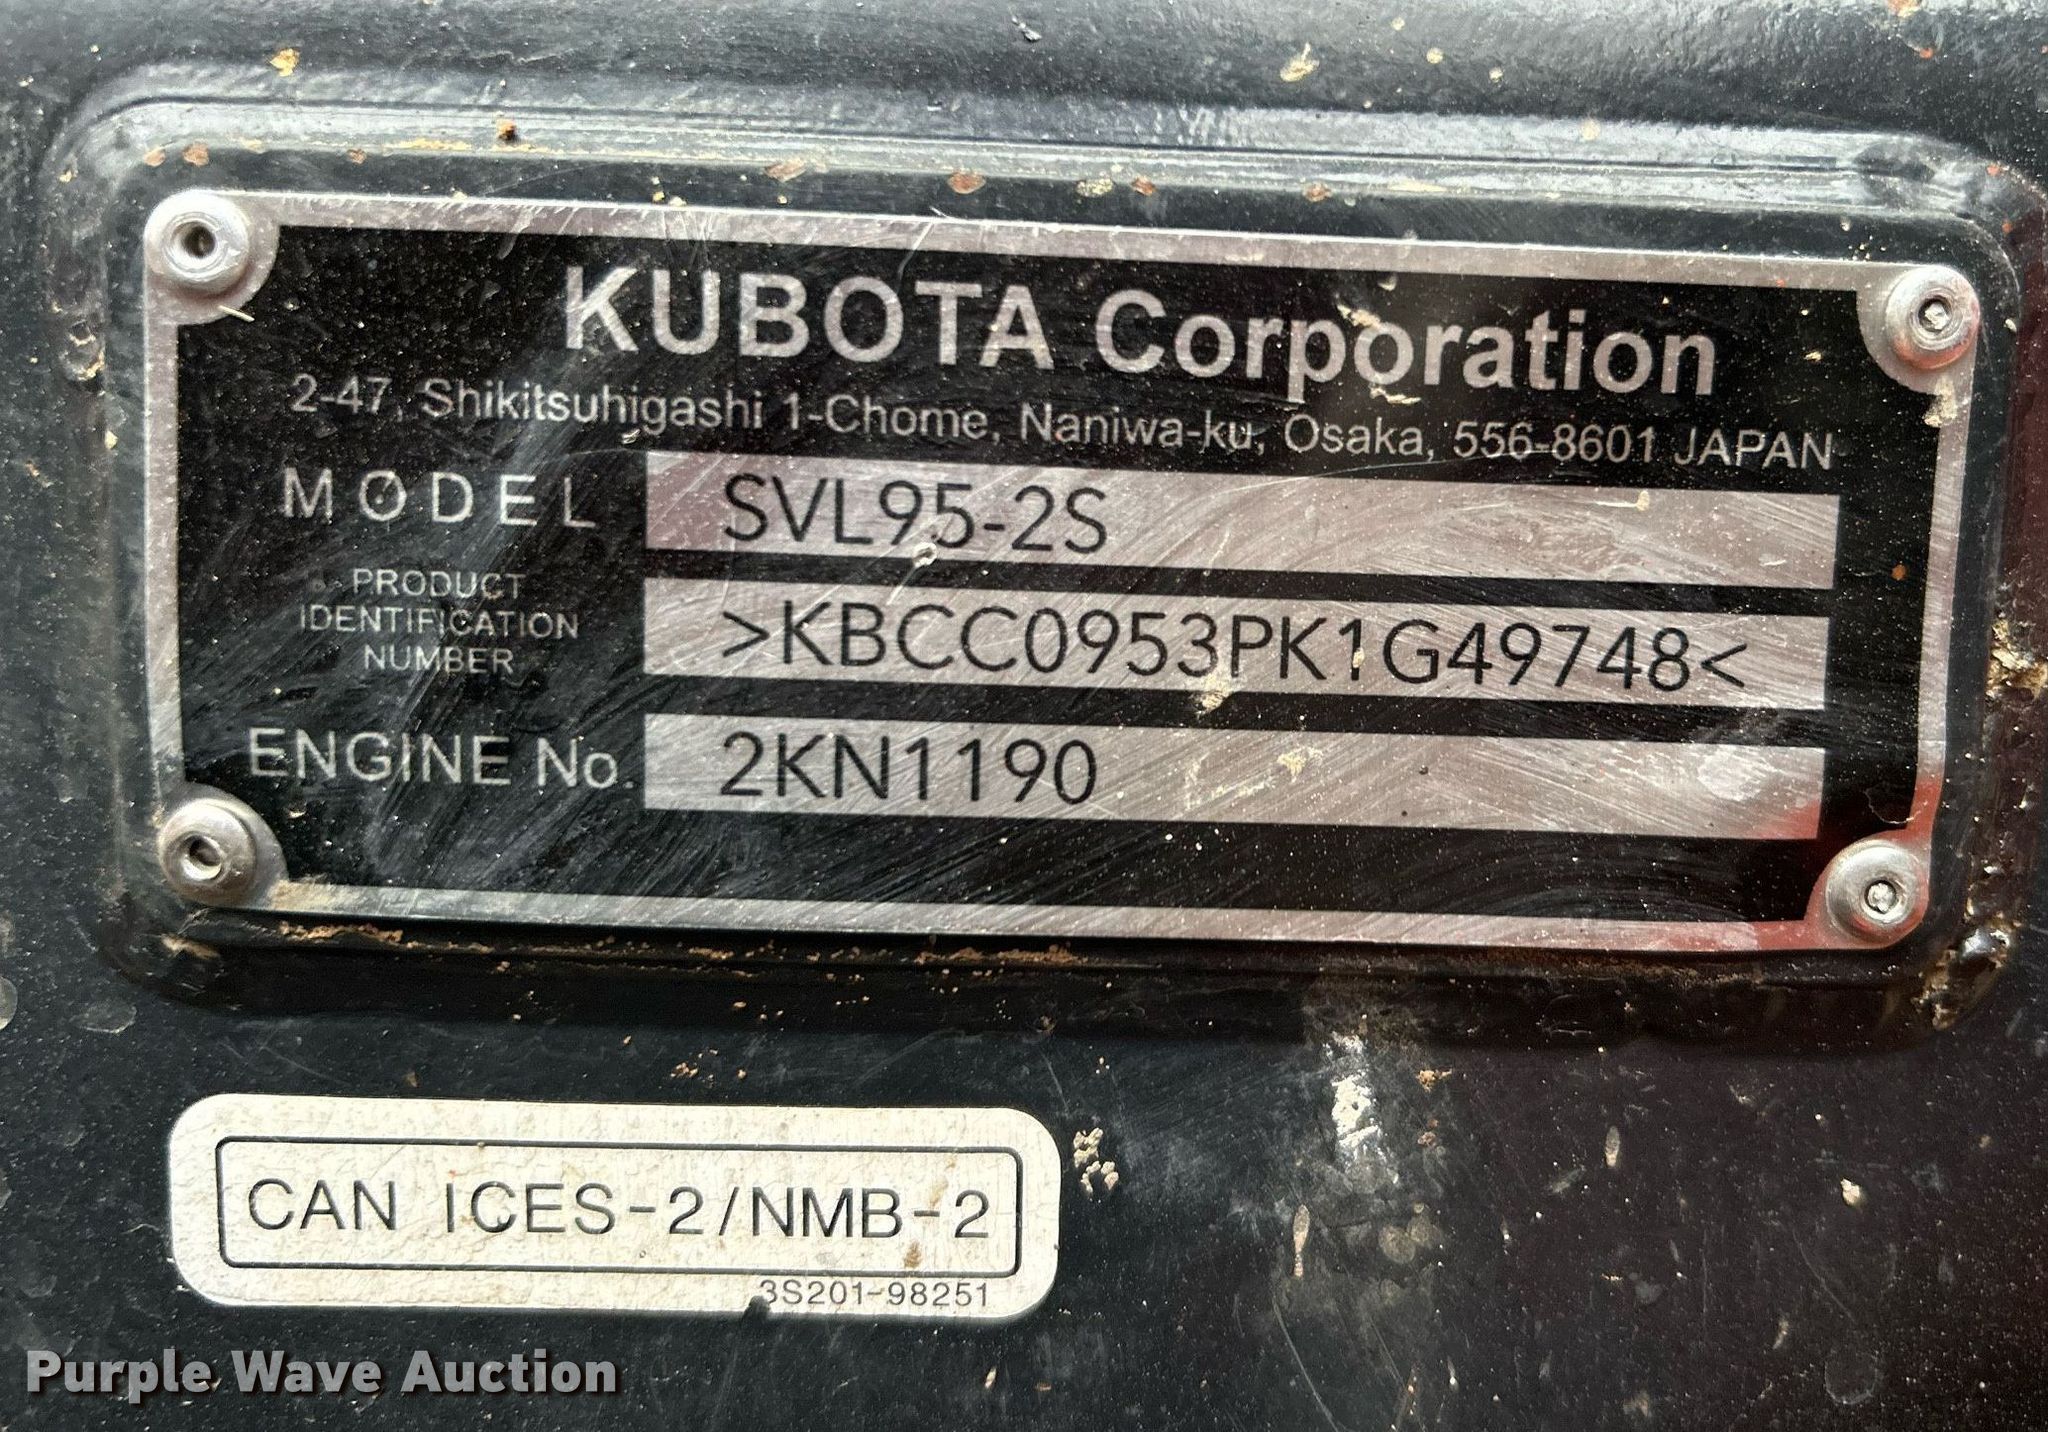 KUBOTA Corporation
2-47, Shikitsuhigashi 1-Chome, Naniwa-ku, Osaka, 556-8601 JAPAN
MODEL SVL95-2S
PRODUCT
IDENTIFICATION
NUMBER
>KBCC0953PK1G49748<
ENGINE No. 2KN1190
CAN ICES-2/NMB-2
3S201-98251
Purple Wave Auction